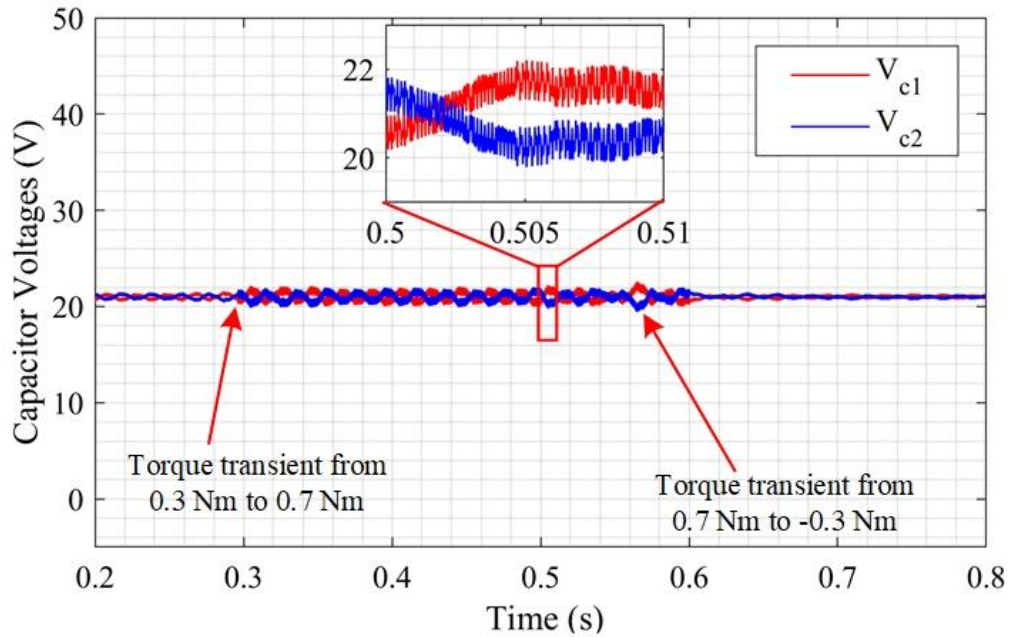 50
40
30
20
10
0
Capacitor Voltages (V)
22
20
0.5
0.505
0.51
V_c1
V_c2
Torque transient from
0.3 Nm to 0.7 Nm
Torque transient from
0.7 Nm to -0.3 Nm
0.2
0.3
0.4
0.5
0.6
0.7
0.8
Time (s)